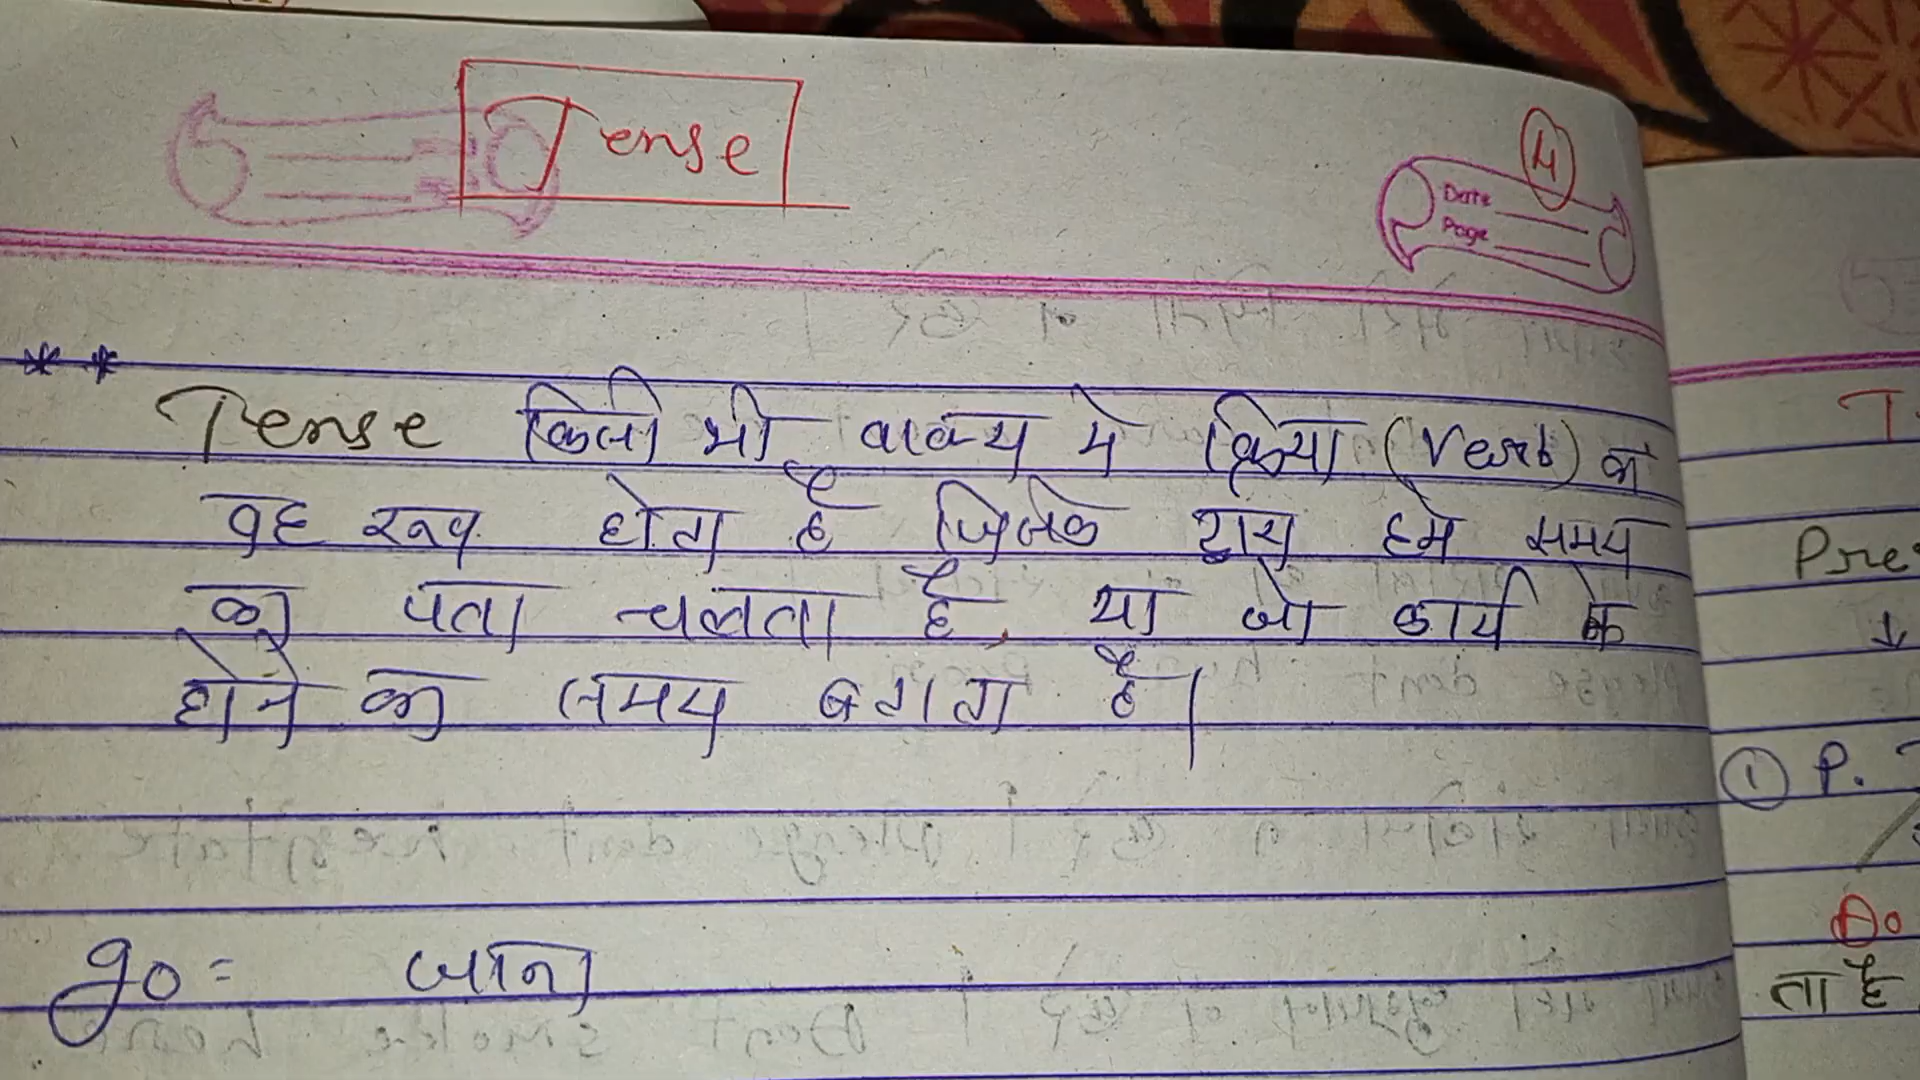 Tense
4
Date
Page
**
Tense किसी भी वाक्य मे क्रिया (Verb) का
वह रूप होता है जिसके द्वारा हमे समय
का पता चलता है, या जो कार्य के
होने का समय बताता है।
go = जाना
T
Pre
↓
① P.
ता है